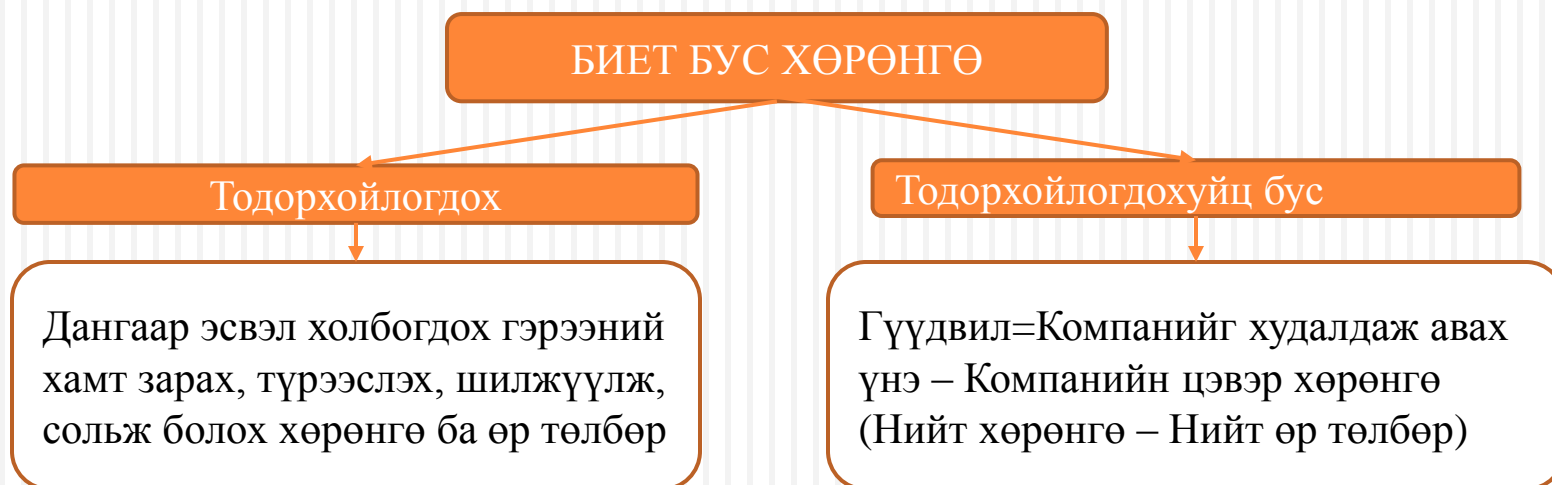 БИЕТ БУС ХӨРӨНГӨ
Тодорхойлогдох
Тодорхойлогдохуйц бус
Дангаар эсвэл холбогдох гэрээний
хамт зарах, түрээслэх, шилжүүлж,
сольж болох хөрөнгө ба өр төлбөр
Гүүдвил=Компанийг худалдаж авах
үнэ – Компанийн цэвэр хөрөнгө
(Нийт хөрөнгө – Нийт өр төлбөр)